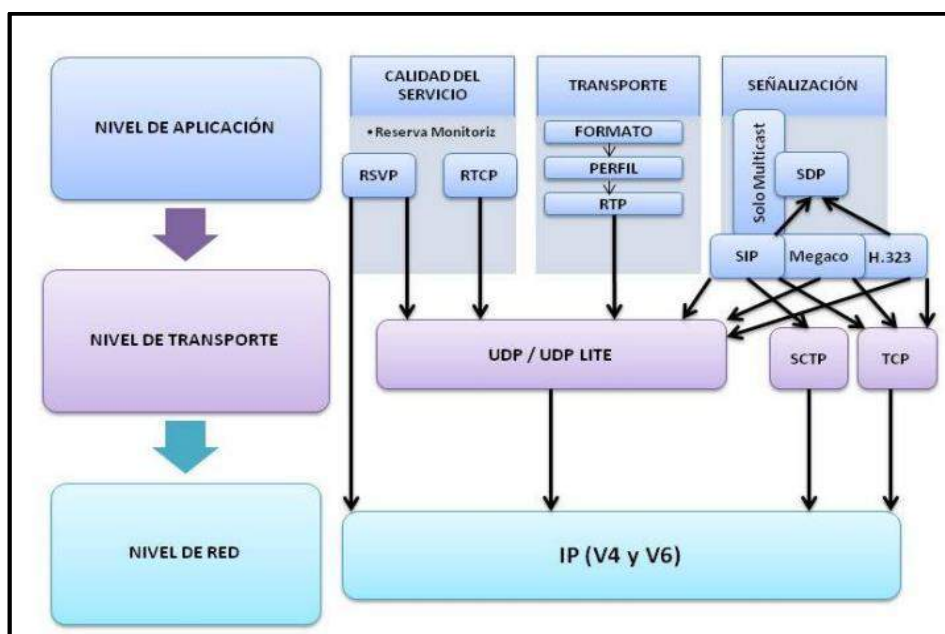 NIVEL DE APLICACIÓN
CALIDAD DEL
SERVICIO
• Reserva Monitoriz
RSVP
RTCP
TRANSPORTE
FORMATO
PERFIL
RTP
SEÑALIZACIÓN
Solo Multicast
SDP
SIP
Megaco
H.323
NIVEL DE TRANSPORTE
UDP / UDP LITE
SCTP
TCP
NIVEL DE RED
IP (V4 y V6)